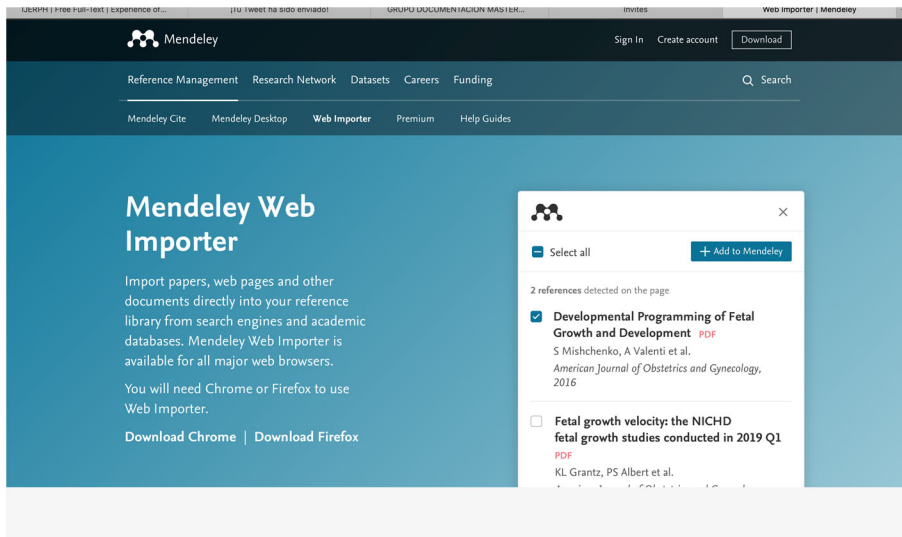 IJERPH | Free Full-Text | Experience of...
¡Tu Tweet ha sido enviado!
GRUPO DOCUMENTACIÓN MASTER...
Invites
Web Importer | Mendeley
Mendeley
Sign In Create account Download
Reference Management Research Network Datasets Careers Funding Search
Mendeley Cite Mendeley Desktop Web Importer Premium Help Guides
Mendeley Web
Importer
Import papers, web pages and other
documents directly into your reference
library from search engines and academic
databases. Mendeley Web Importer is
available for all major web browsers.
You will need Chrome or Firefox to use
Web Importer.
Download Chrome | Download Firefox
Select all
+ Add to Mendeley
2 references detected on the page
Developmental Programming of Fetal
Growth and Development PDF
S Mishchenko, A Valenti et al.
American Journal of Obstetrics and Gynecology,
2016
Fetal growth velocity: the NICHD
fetal growth studies conducted in 2019 Q1
PDF
KL Grantz, PS Albert et al.